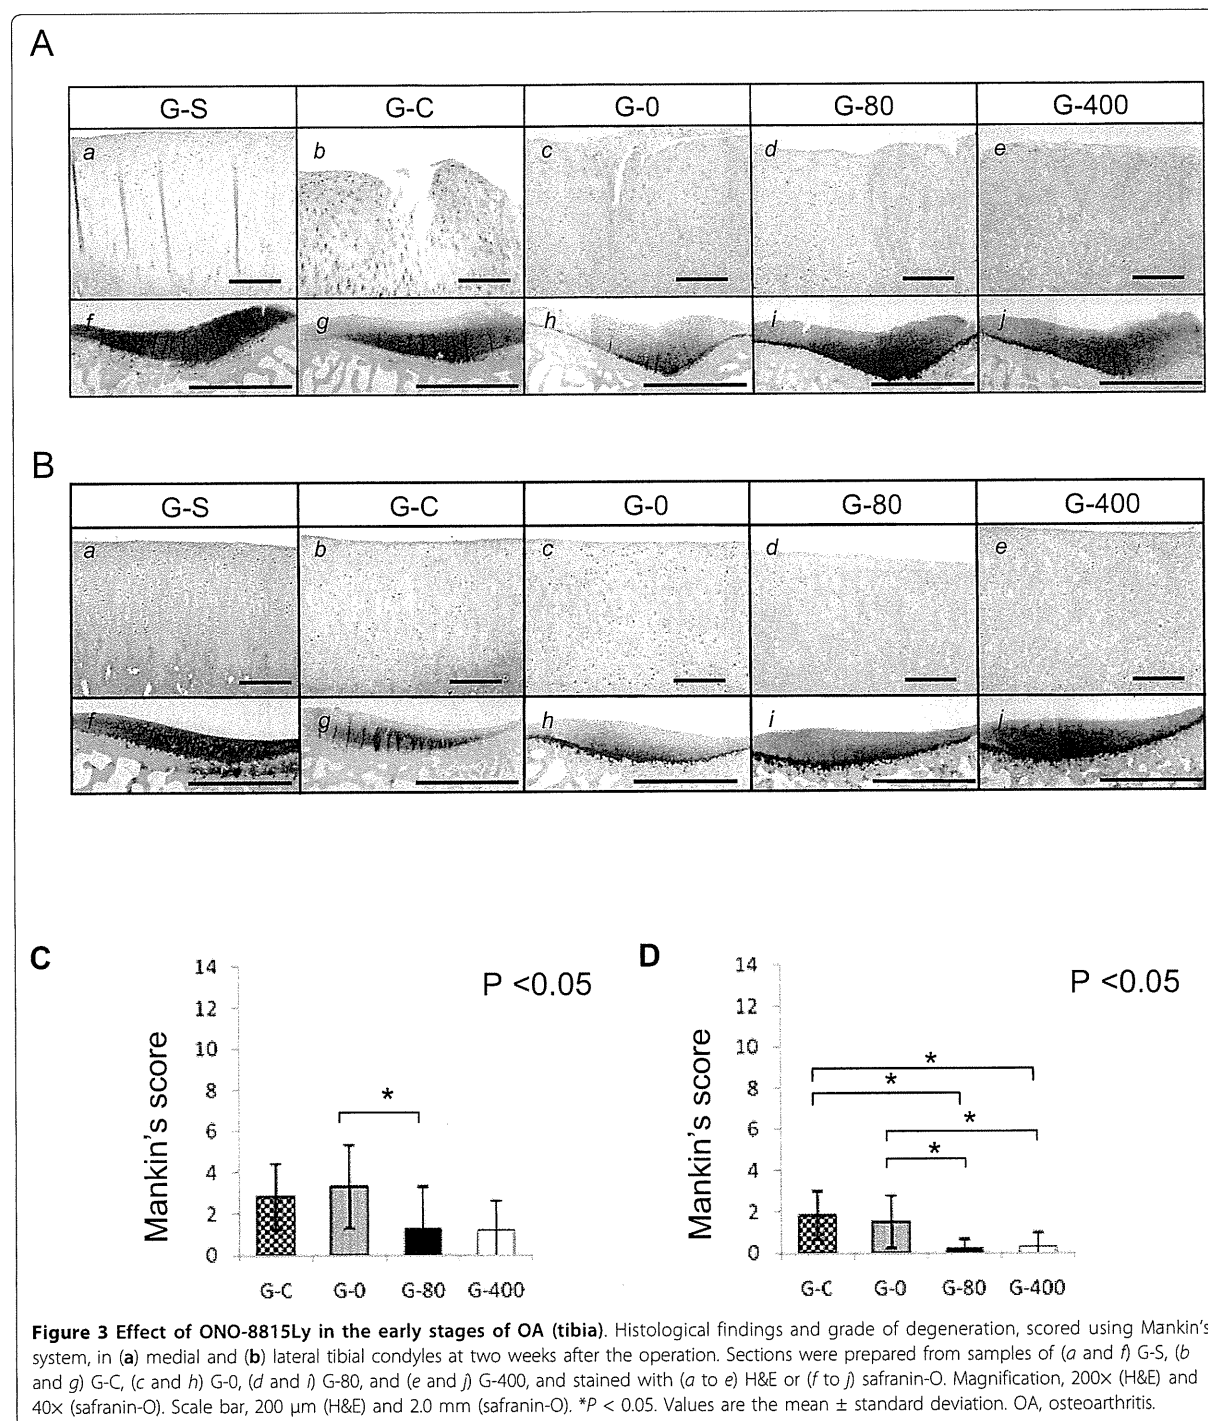 A
G-S G-C G-0 G-80 G-400
a b c d e
f g h i j
B
G-S G-C G-0 G-80 G-400
a b c d e
f g h i j
C
P <0.05
Mankin's score
14
12
10
8
6
4
2
0
*
G-C G-0 G-80 G-400
D
P <0.05
Mankin's score
14
12
10
8
6
4
2
0
*
*
*
*
G-C G-0 G-80 G-400
Figure 3 Effect of ONO-8815Ly in the early stages of OA (tibia). Histological findings and grade of degeneration, scored using Mankin's
system, in (a) medial and (b) lateral tibial condyles at two weeks after the operation. Sections were prepared from samples of (a and f) G-S, (b
and g) G-C, (c and h) G-0, (d and i) G-80, and (e and j) G-400, and stained with (a to e) H&E or (f to j) safranin-O. Magnification, 200× (H&E) and
40× (safranin-O). Scale bar, 200 μm (H&E) and 2.0 mm (safranin-O). *P < 0.05. Values are the mean ± standard deviation. OA, osteoarthritis.